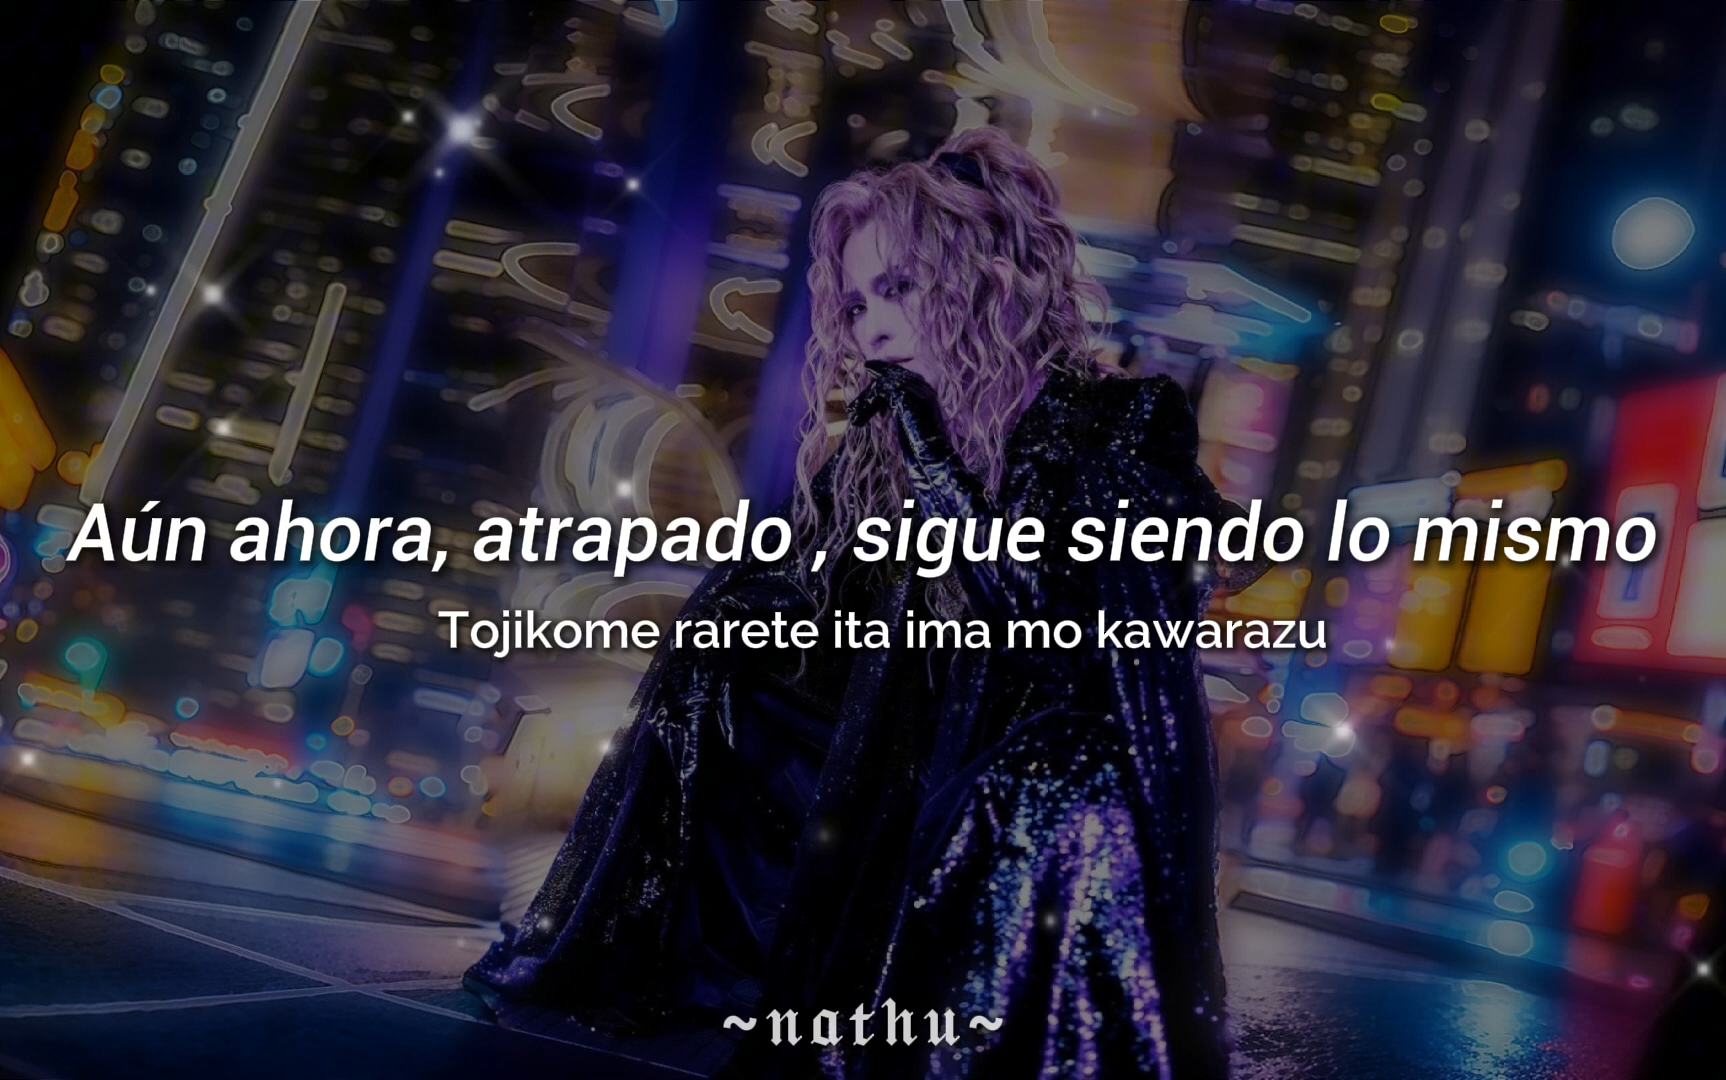 Aún ahora, atrapado , sigue siendo lo mismo
Tojikome rarete ita ima mo kawarazu
~nathu~